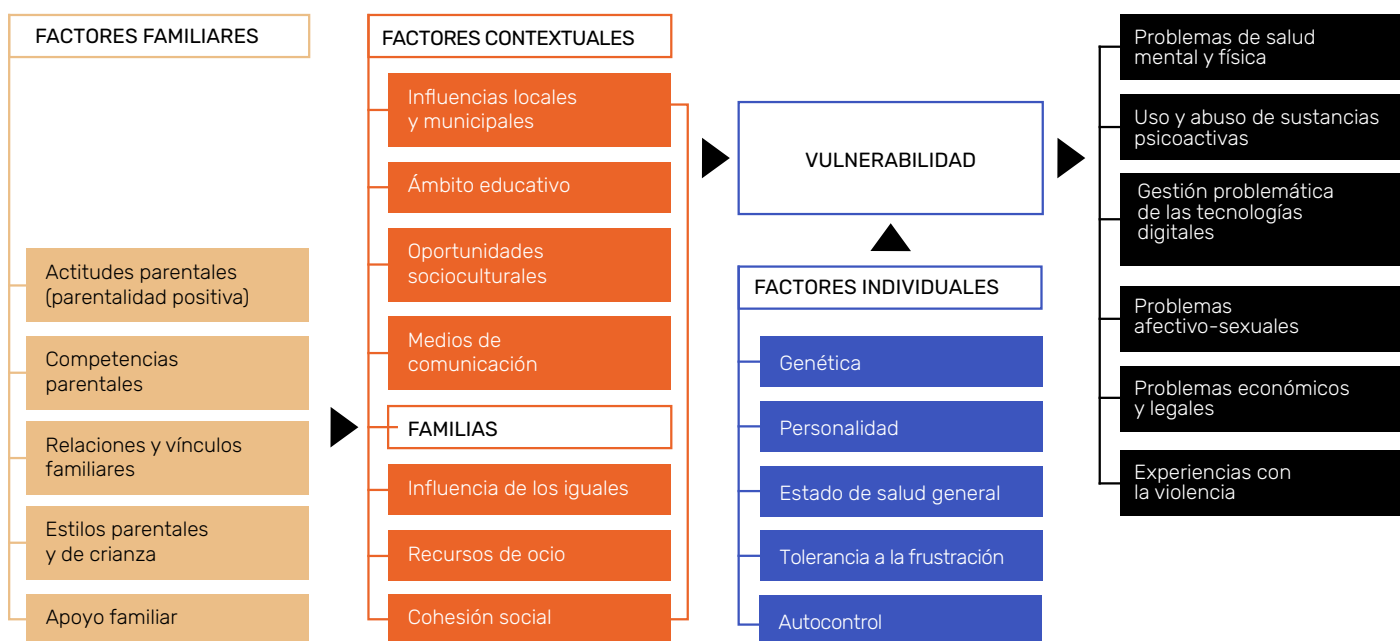 FACTORES FAMILIARES
Actitudes parentales
(parentalidad positiva)
Competencias
parentales
Relaciones y vínculos
familiares
Estilos parentales
y de crianza
Apoyo familiar
FACTORES CONTEXTUALES
Influencias locales
y municipales
Ámbito educativo
Oportunidades
socioculturales
Medios de
comunicación
FAMILIAS
Influencia de los iguales
Recursos de ocio
Cohesión social
VULNERABILIDAD
FACTORES INDIVIDUALES
Genética
Personalidad
Estado de salud general
Tolerancia a la frustración
Autocontrol
Problemas de salud
mental y física
Uso y abuso de sustancias
psicoactivas
Gestión problemática
de las tecnologías
digitales
Problemas
afectivo-sexuales
Problemas económicos
y legales
Experiencias con
la violencia